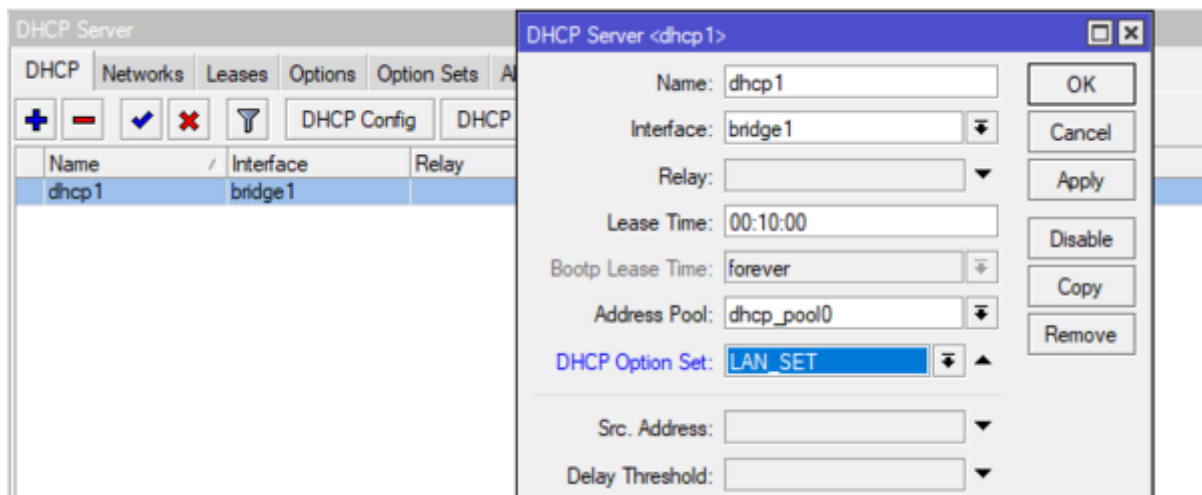 DHCP Server
DHCP Networks Leases Options Option Sets
DHCP Config DHCP
Name Interface Relay
dhcp1 bridge1
DHCP Server <dhcp1>
Name: dhcp1
Interface: bridge1
Relay:
Lease Time: 00:10:00
Bootp Lease Time: forever
Address Pool: dhcp_pool0
DHCP Option Set: LAN_SET
Src. Address:
Delay Threshold:
OK
Cancel
Apply
Disable
Copy
Remove